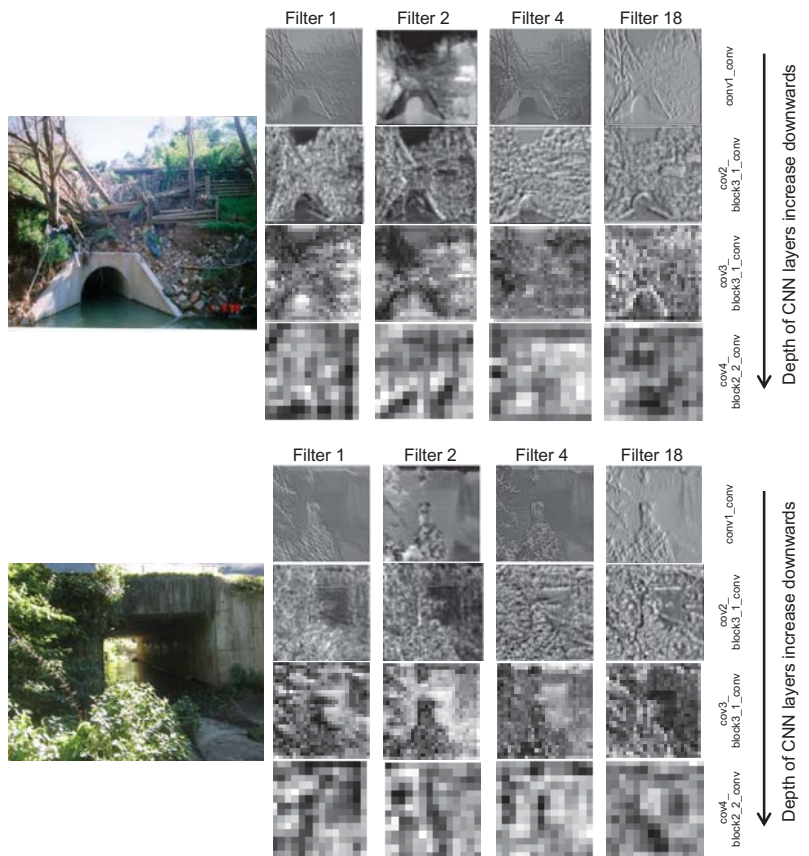 Filter 1 Filter 2 Filter 4 Filter 18
conv1_conv
cov2_
block3_1_conv
cov3_
block3_1_conv
cov4_
block2_2_conv
Depth of CNN layers increase downwards
Filter 1 Filter 2 Filter 4 Filter 18
conv1_conv
cov2_
block3_1_conv
cov3_
block3_1_conv
cov4_
block2_2_conv
Depth of CNN layers increase downwards